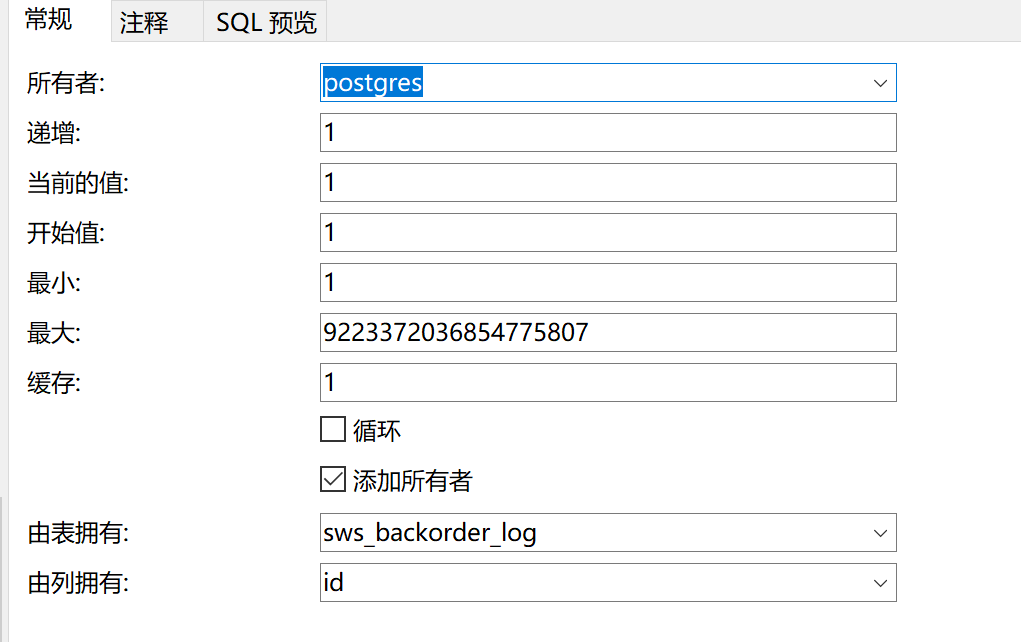 常规 注释 SQL 预览
所有者: postgres
递增: 1
当前的值: 1
开始值: 1
最小: 1
最大: 9223372036854775807
缓存: 1
循环
添加所有者
由表拥有: sws_backorder_log
由列拥有: id